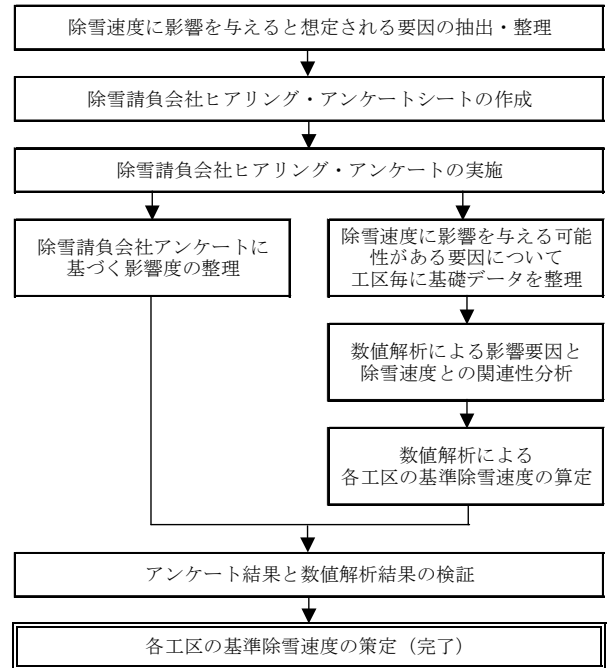 除雪速度に影響を与えると想定される要因の抽出・整理
除雪請負会社ヒアリング・アンケートシートの作成
除雪請負会社ヒアリング・アンケートの実施
除雪請負会社アンケートに
基づく影響度の整理
除雪速度に影響を与える可能
性がある要因について
工区毎に基礎データを整理
数値解析による影響要因と
除雪速度との関連性分析
数値解析による
各工区の基準除雪速度の算定
アンケート結果と数値解析結果の検証
各工区の基準除雪速度の策定（完了）